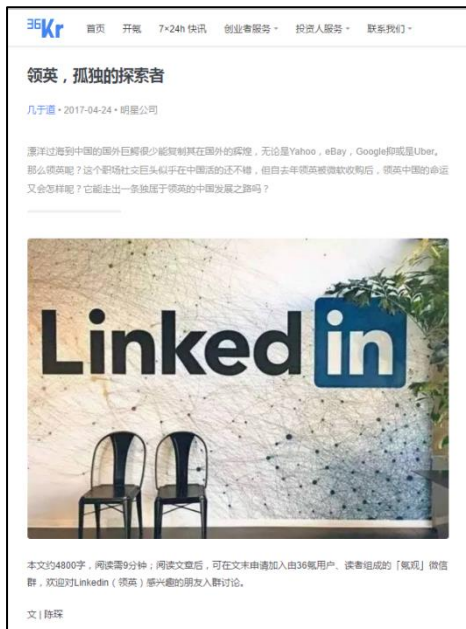 36Kr 首页 开氪 7×24h 快讯 创业者服务 投资人服务 联系我们
领英，孤独的探索者
几于道 • 2017-04-24 • 明星公司
漂洋过海到中国的国外巨鳄很少能复制其在国外的辉煌，无论是Yahoo，eBay，Google抑或是Uber。
那么领英呢？这个职场社交巨头似乎在中国活的还不错，但自去年领英被微软收购后，领英中国的命运
又会怎样呢？它能走出一条独属于领英的中国发展之路吗？
Linked in
本文约4800字，阅读需9分钟；阅读文章后，可在文末申请加入由36氪用户、读者组成的「氪观」微信
群，欢迎对Linkedin（领英）感兴趣的朋友入群讨论。
文 | 陈琛